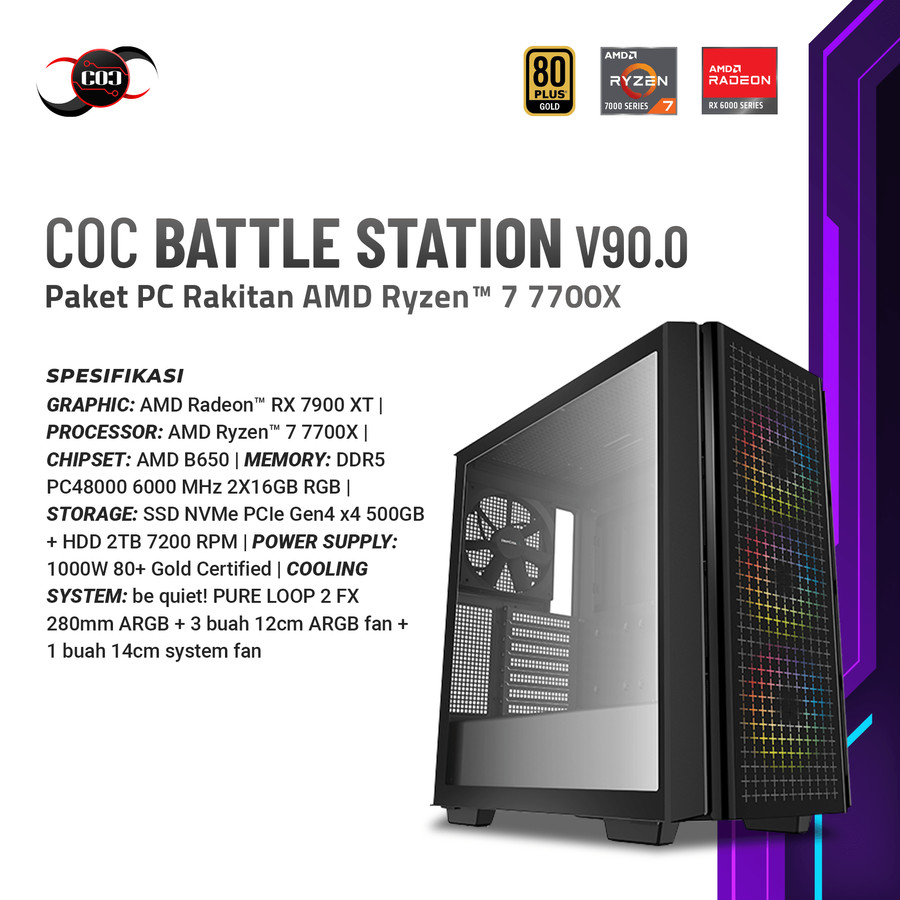 COC
80
PLUS
GOLD
AMD
RYZEN
7000 SERIES 7
AMD
RADEON
RX 6000 SERIES
COC BATTLE STATION V90.0
Paket PC Rakitan AMD Ryzen™ 7 7700X
SPESIFIKASI
GRAPHIC: AMD Radeon™ RX 7900 XT |
PROCESSOR: AMD Ryzen™ 7 7700X |
CHIPSET: AMD B650 | MEMORY: DDR5
PC48000 6000 MHz 2X16GB RGB |
STORAGE: SSD NVMe PCIe Gen4 x4 500GB
+ HDD 2TB 7200 RPM | POWER SUPPLY:
1000W 80+ Gold Certified | COOLING
SYSTEM: be quiet! PURE LOOP 2 FX
280mm ARGB + 3 buah 12cm ARGB fan +
1 buah 14cm system fan